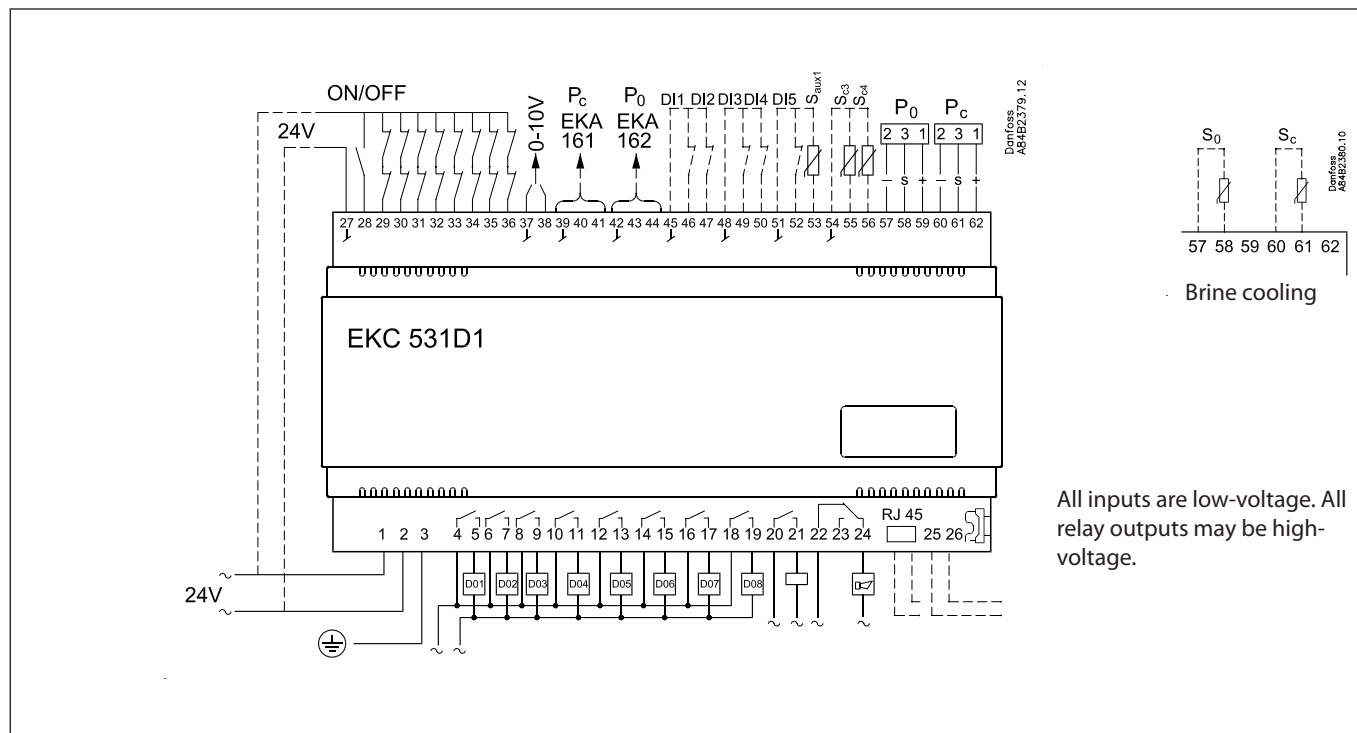 ON/OFF
24V
0-10V
Pc
EKA
161
P0
EKA
162
DI1 DI2 DI3 DI4 DI5 Saux1 Sc3 Sc4
P0 Pc
2 3 1 2 3 1
– s + – s +
Danfoss
A84B2379.12
27 28 29 30 31 32 33 34 35 36 37 38 39 40 41 42 43 44 45 46 47 48 49 50 51 52 53 54 55 56 57 58 59 60 61 62
EKC 531D1
RJ 45
1 2 3 4 5 6 7 8 9 10 11 12 13 14 15 16 17 18 19 20 21 22 23 24 25 26
D01 D02 D03 D04 D05 D06 D07 D08
~
24V
~
~ ~ ~ ~ ~ ~
S0 Sc
Danfoss
A84B2380.10
57 58 59 60 61 62
Brine cooling
All inputs are low-voltage. All
relay outputs may be high-
voltage.